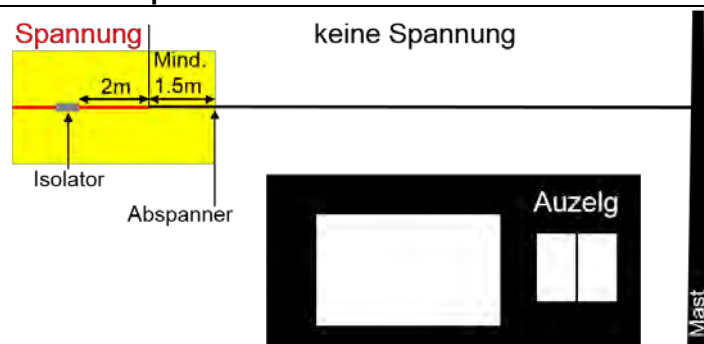 Spannung
keine Spannung
Mind.
2m
1.5m
Isolator
Abspanner
Auzelg
Mast